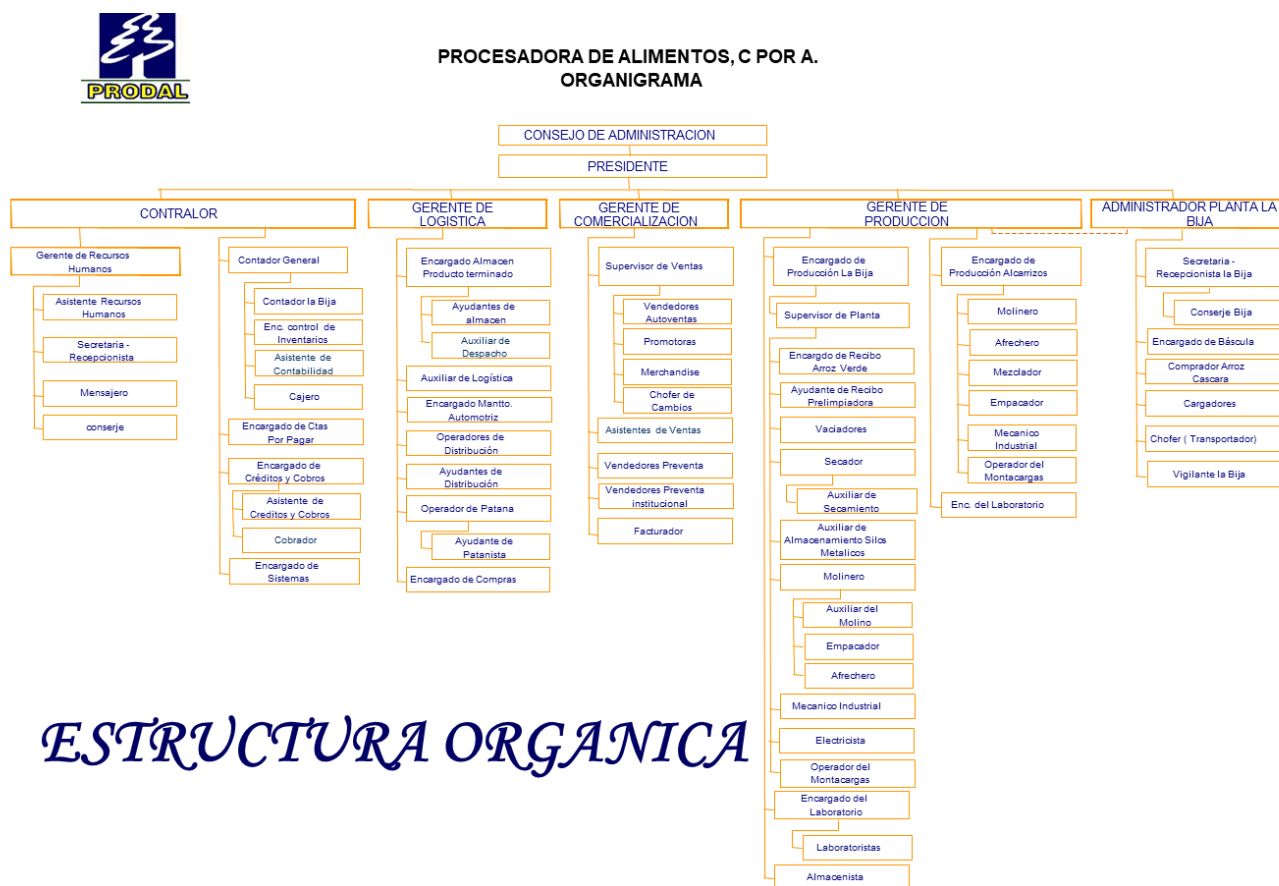 PRODAL
PROCESADORA DE ALIMENTOS, C POR A.
ORGANIGRAMA
CONSEJO DE ADMINISTRACION
PRESIDENTE
CONTRALOR
Gerente de Recursos
Humanos
Asistente Recursos
Humanos
Secretaria -
Recepcionista
Mensajero
conserje
Contador General
Contador la Bija
Enc. control de
Inventarios
Asistente de
Contabilidad
Cajero
Encargado de Ctas
Por Pagar
Encargado de
Créditos y Cobros
Asistente de
Creditos y Cobros
Cobrador
Encargado de
Sistemas
GERENTE DE
LOGISTICA
Encargado Almacen
Producto terminado
Ayudantes de
almacen
Auxiliar de
Despacho
Auxiliar de Logística
Encargado Mantto.
Automotriz
Operadores de
Distribución
Ayudantes de
Distribución
Operador de Patana
Ayudante de
Patanista
Encargado de Compras
GERENTE DE
COMERCIALIZACION
Supervisor de Ventas
Vendedores
Autoventas
Promotoras
Merchandise
Chofer de
Cambios
Asistentes de Ventas
Vendedores Preventa
Vendedores Preventa
institucional
Facturador
GERENTE DE
PRODUCCION
Encargado de
Producción La Bija
Supervisor de Planta
Encargdo de Recibo
Arroz Verde
Ayudante de Recibo
Prelimpiadora
Vaciadores
Secador
Auxiliar de
Secamiento
Auxiliar de
Almacenamiento Silos
Metalicos
Molinero
Auxiliar del
Molino
Empacador
Afrechero
Mecanico Industrial
Electricista
Operador del
Montacargas
Encargado del
Laboratorio
Laboratoristas
Almacenista
Encargado de
Producción Alcarrizos
Molinero
Afrechero
Mezclador
Empacador
Mecanico
Industrial
Operador del
Montacargas
Enc. del Laboratorio
ADMINISTRADOR PLANTA LA
BIJA
Secretaria -
Recepcionista la Bija
Conserje Bija
Encargado de Báscula
Comprador Arroz
Cascara
Cargadores
Chofer ( Transportador)
Vigilante la Bija
ESTRUCTURA ORGANICA